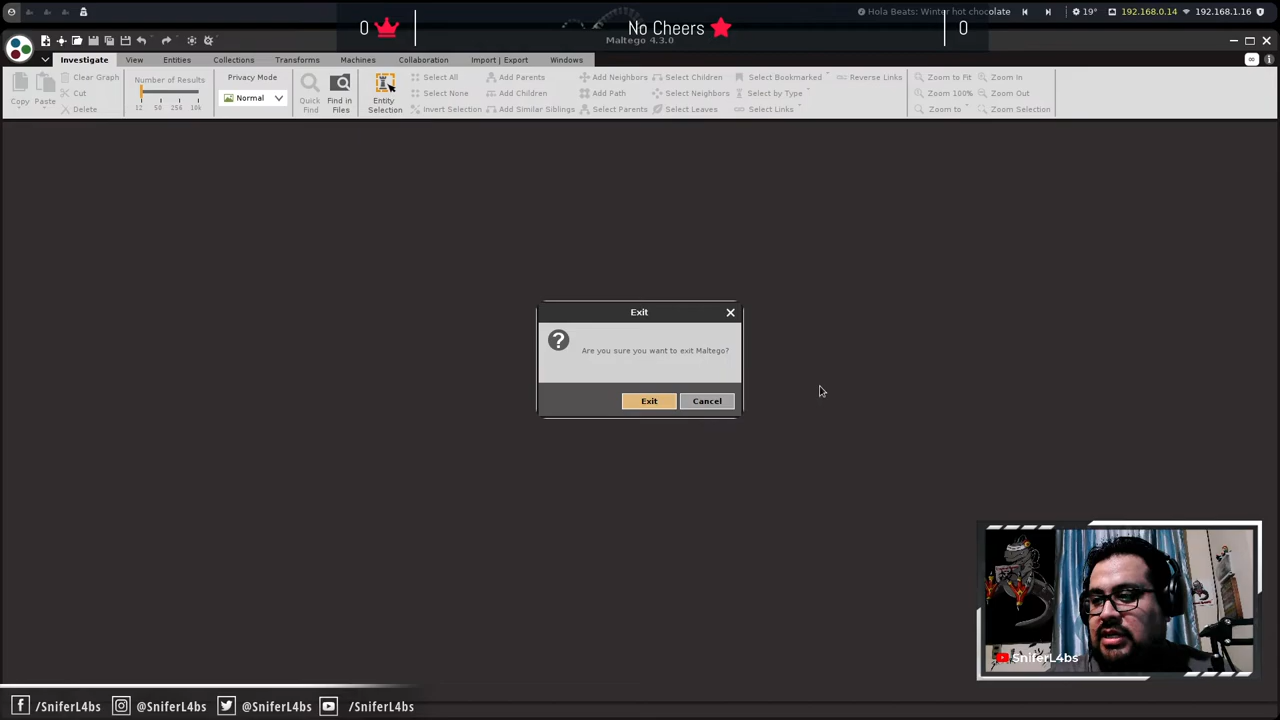 0
No Cheers
0
Hola Beats: Winter hot chocolate
19°
192.168.0.14
192.168.1.16
Maltego 4.3.0
Investigate
View
Entities
Collections
Transforms
Machines
Collaboration
Import | Export
Windows
Copy
Paste
Clear Graph
Cut
Delete
Number of Results
12 50 256 10k
Privacy Mode
Normal
Quick Find
Find in Files
Entity Selection
Select All
Select None
Invert Selection
Add Parents
Add Children
Add Similar Siblings
Add Neighbors
Add Path
Select Parents
Select Children
Select Neighbors
Select Leaves
Select Bookmarked
Select by Type
Select Links
Reverse Links
Zoom to Fit
Zoom 100%
Zoom to
Zoom In
Zoom Out
Zoom Selection
Exit
Are you sure you want to exit Maltego?
Exit
Cancel
SniferL4bs
/SniferL4bs
@SniferL4bs
@SniferL4bs
/SniferL4bs